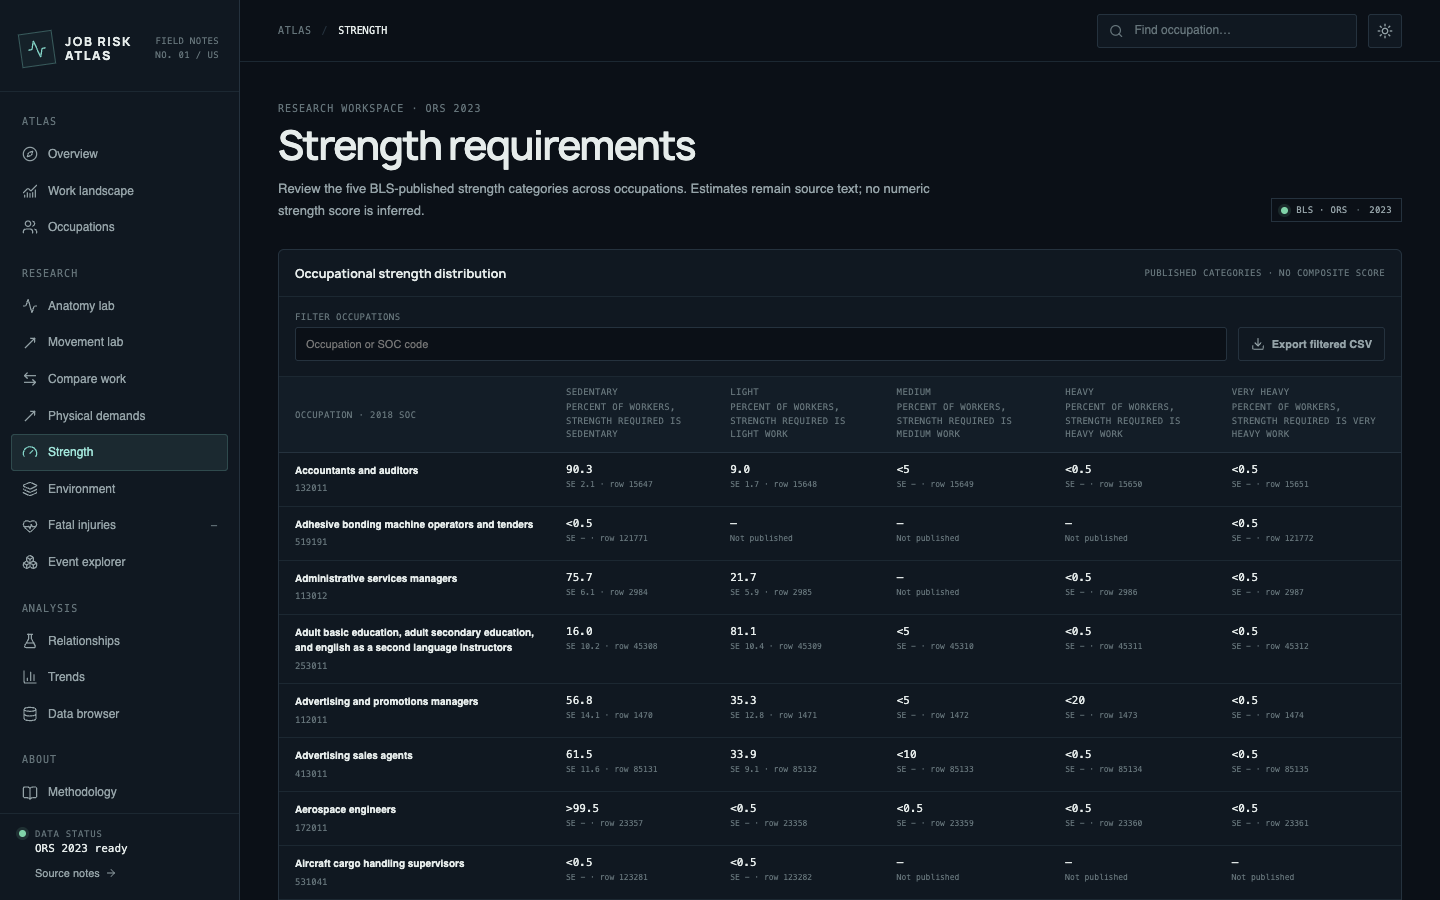 JOB RISK
ATLAS
FIELD NOTES
NO. 01 / US
ATLAS
Overview
Work landscape
Occupations
RESEARCH
Anatomy lab
Movement lab
Compare work
Physical demands
Strength
Environment
Fatal injuries —
Event explorer
ANALYSIS
Relationships
Trends
Data browser
ABOUT
Methodology
DATA STATUS
ORS 2023 ready
Source notes →
ATLAS / STRENGTH
Find occupation...
RESEARCH WORKSPACE · ORS 2023
Strength requirements
Review the five BLS-published strength categories across occupations. Estimates remain source text; no numeric
strength score is inferred.
BLS · ORS · 2023
Occupational strength distribution
PUBLISHED CATEGORIES · NO COMPOSITE SCORE
FILTER OCCUPATIONS
Occupation or SOC code
Export filtered CSV
OCCUPATION · 2018 SOC
SEDENTARY
PERCENT OF WORKERS,
STRENGTH REQUIRED IS
SEDENTARY
LIGHT
PERCENT OF WORKERS,
STRENGTH REQUIRED IS
LIGHT WORK
MEDIUM
PERCENT OF WORKERS,
STRENGTH REQUIRED IS
MEDIUM WORK
HEAVY
PERCENT OF WORKERS,
STRENGTH REQUIRED IS
HEAVY WORK
VERY HEAVY
PERCENT OF WORKERS,
STRENGTH REQUIRED IS VERY
HEAVY WORK
Accountants and auditors 90.3 9.0 <5 <0.5 <0.5
132011 SE 2.1 · row 15647 SE 1.7 · row 15648 SE — · row 15649 SE — · row 15650 SE — · row 15651
Adhesive bonding machine operators and tenders <0.5 — — — <0.5
519191 SE — · row 121771 Not published Not published Not published SE — · row 121772
Administrative services managers 75.7 21.7 — <0.5 <0.5
113012 SE 6.1 · row 2984 SE 5.9 · row 2985 Not published SE — · row 2986 SE — · row 2987
Adult basic education, adult secondary education, 16.0 81.1 <5 <0.5 <0.5
and english as a second language instructors SE 10.2 · row 45308 SE 10.4 · row 45309 SE — · row 45310 SE — · row 45311 SE — · row 45312
253011
Advertising and promotions managers 56.8 35.3 <5 <20 <0.5
112011 SE 14.1 · row 1470 SE 12.8 · row 1471 SE — · row 1472 SE — · row 1473 SE — · row 1474
Advertising sales agents 61.5 33.9 <10 <0.5 <0.5
413011 SE 11.6 · row 85131 SE 9.1 · row 85132 SE — · row 85133 SE — · row 85134 SE — · row 85135
Aerospace engineers >99.5 <0.5 <0.5 <0.5 <0.5
172011 SE — · row 23357 SE — · row 23358 SE — · row 23359 SE — · row 23360 SE — · row 23361
Aircraft cargo handling supervisors <0.5 <0.5 — — —
531041 SE — · row 123281 SE — · row 123282 Not published Not published Not published